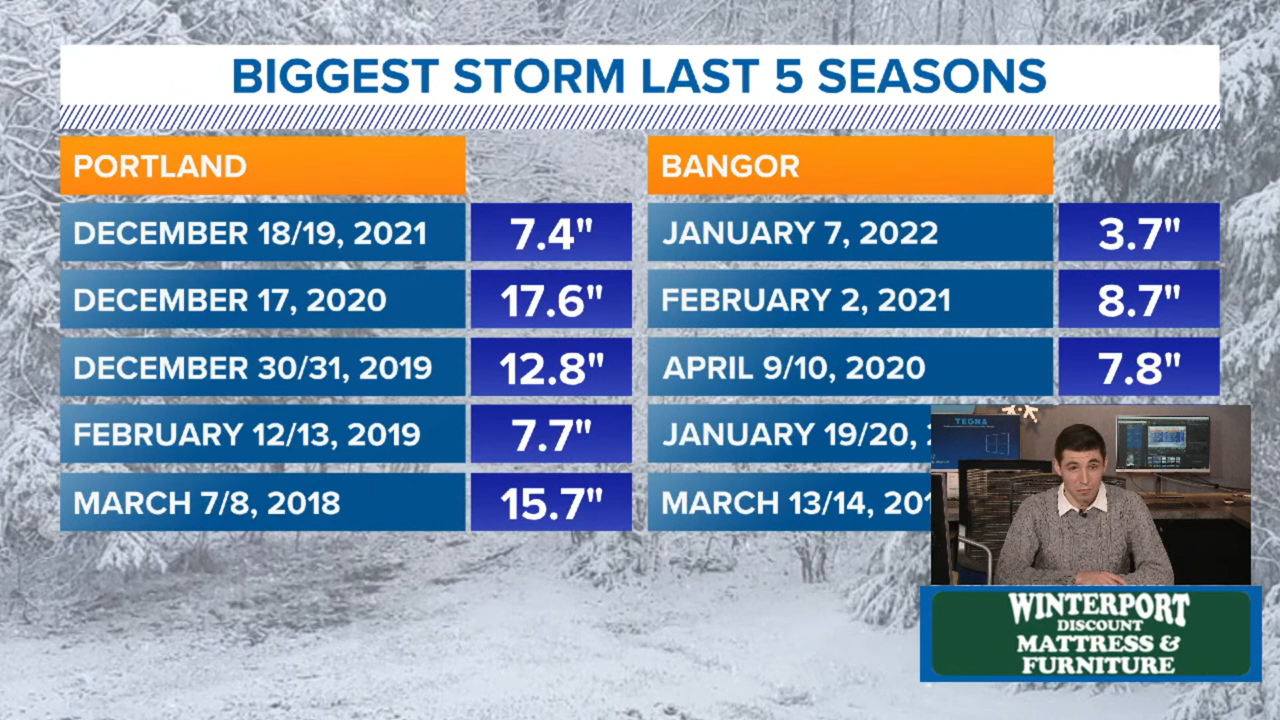 BIGGEST STORM LAST 5 SEASONS
PORTLAND
BANGOR
DECEMBER 18/19, 2021 7.4"
JANUARY 7, 2022 3.7"
DECEMBER 17, 2020 17.6"
FEBRUARY 2, 2021 8.7"
DECEMBER 30/31, 2019 12.8"
APRIL 9/10, 2020 7.8"
FEBRUARY 12/13, 2019 7.7"
JANUARY 19/20,
MARCH 7/8, 2018 15.7"
MARCH 13/14, 201
TEGNA
WINTERPORT
DISCOUNT
MATTRESS &
FURNITURE